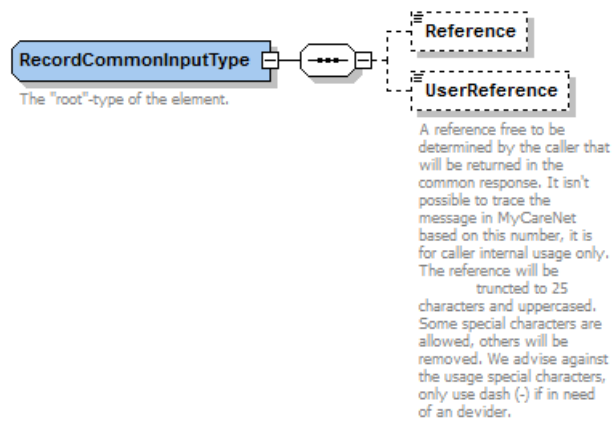 Reference
RecordCommonInputType
The "root"-type of the element.
UserReference
A reference free to be
determined by the caller that
will be returned in the
common response. It isn't
possible to trace the
message in MyCareNet
based on this number, it is
for caller internal usage only.
The reference will be
truncted to 25
characters and uppercased.
Some special characters are
allowed, others will be
removed. We advise against
the usage special characters,
only use dash (-) if in need
of an devider.